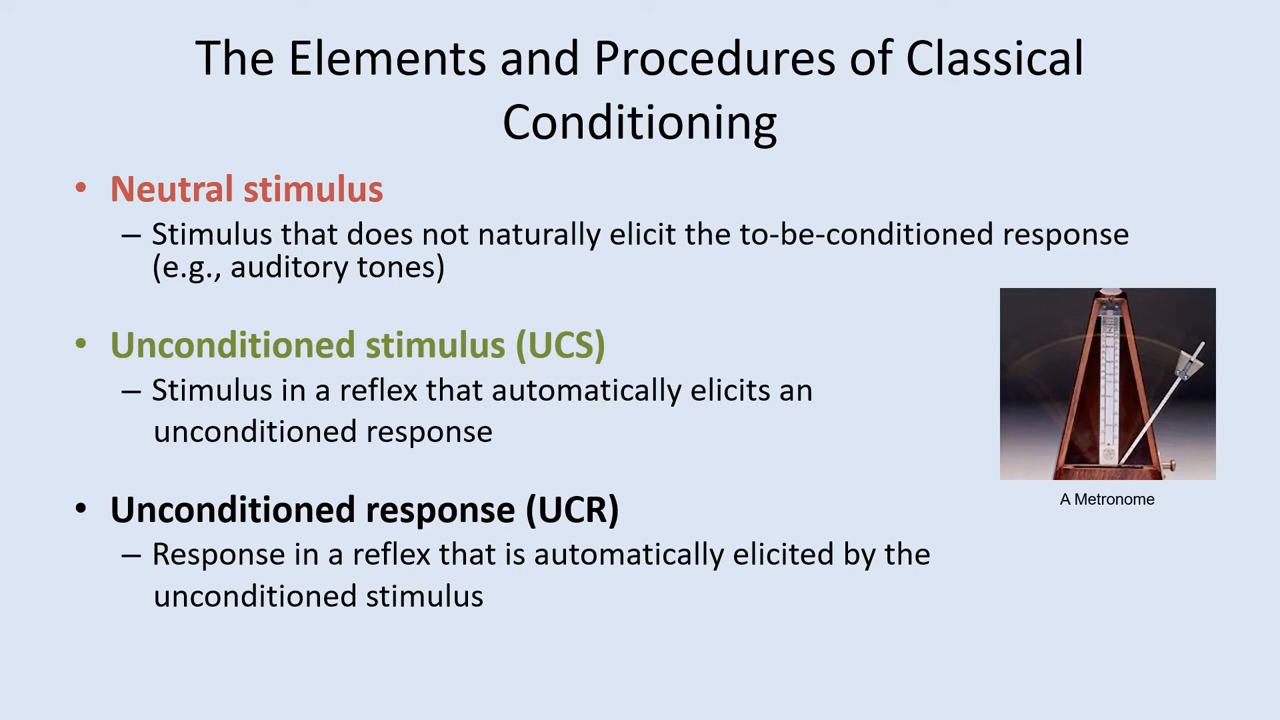 The Elements and Procedures of Classical
Conditioning
• Neutral stimulus
– Stimulus that does not naturally elicit the to-be-conditioned response
(e.g., auditory tones)
• Unconditioned stimulus (UCS)
– Stimulus in a reflex that automatically elicits an
unconditioned response
A Metronome
• Unconditioned response (UCR)
– Response in a reflex that is automatically elicited by the
unconditioned stimulus